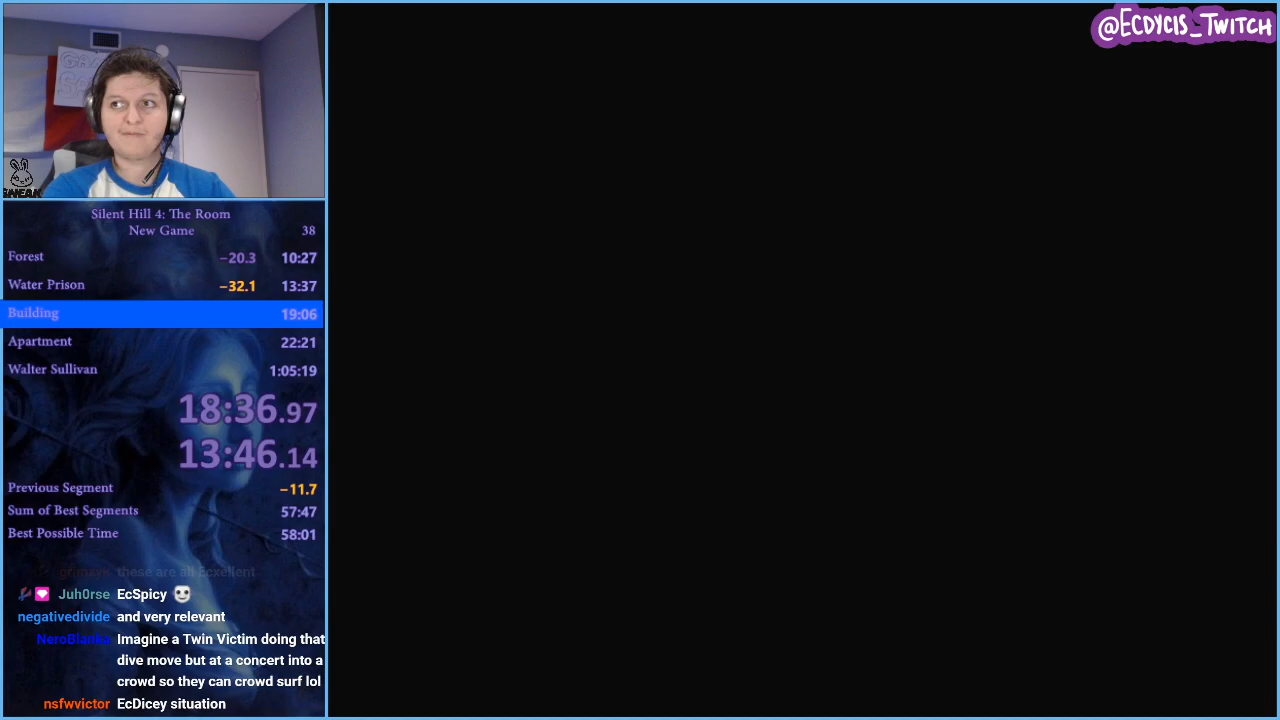 @ECDYCIS_TWITCH
Silent Hill 4: The Room
New Game 38
Forest −20.3 10:27
Water Prison −32.1 13:37
Building 19:06
Apartment 22:21
Walter Sullivan 1:05:19
18:36.97
13:46.14
Previous Segment −11.7
Sum of Best Segments 57:47
Best Possible Time 58:01
these are all Ecxellent
Juh0rse EcSpicy
negativedivide and very relevant
NeroBlanka Imagine a Twin Victim doing that
dive move but at a concert into a
crowd so they can crowd surf lol
nsfwvictor EcDicey situation